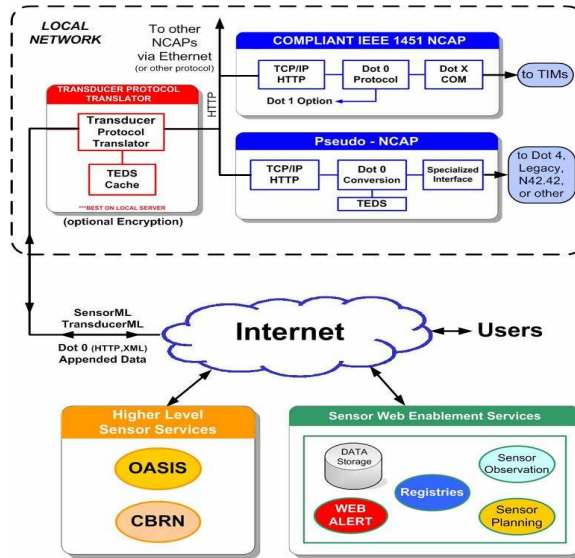 LOCAL
NETWORK
To other
NCAPs
via Ethernet
(or other protocol)
HTTP
COMPLIANT IEEE 1451 NCAP
TCP/IP
HTTP
Dot 0
Protocol
Dot X
COM
Dot 1 Option
to TIMs
TRANSDUCER PROTOCOL
TRANSLATOR
Transducer
Protocol
Translator
TEDS
Cache
***BEST ON LOCAL SERVER
(optional Encryption)
Pseudo - NCAP
TCP/IP
HTTP
Dot 0
Conversion
Specialized
Interface
TEDS
to Dot 4,
Legacy,
N42.42,
or other
SensorML
TransducerML
Dot 0 (HTTP,XML)
Appended Data
Internet
Users
Higher Level
Sensor Services
OASIS
CBRN
Sensor Web Enablement Services
DATA
Storage
WEB
ALERT
Registries
Sensor
Observation
Sensor
Planning